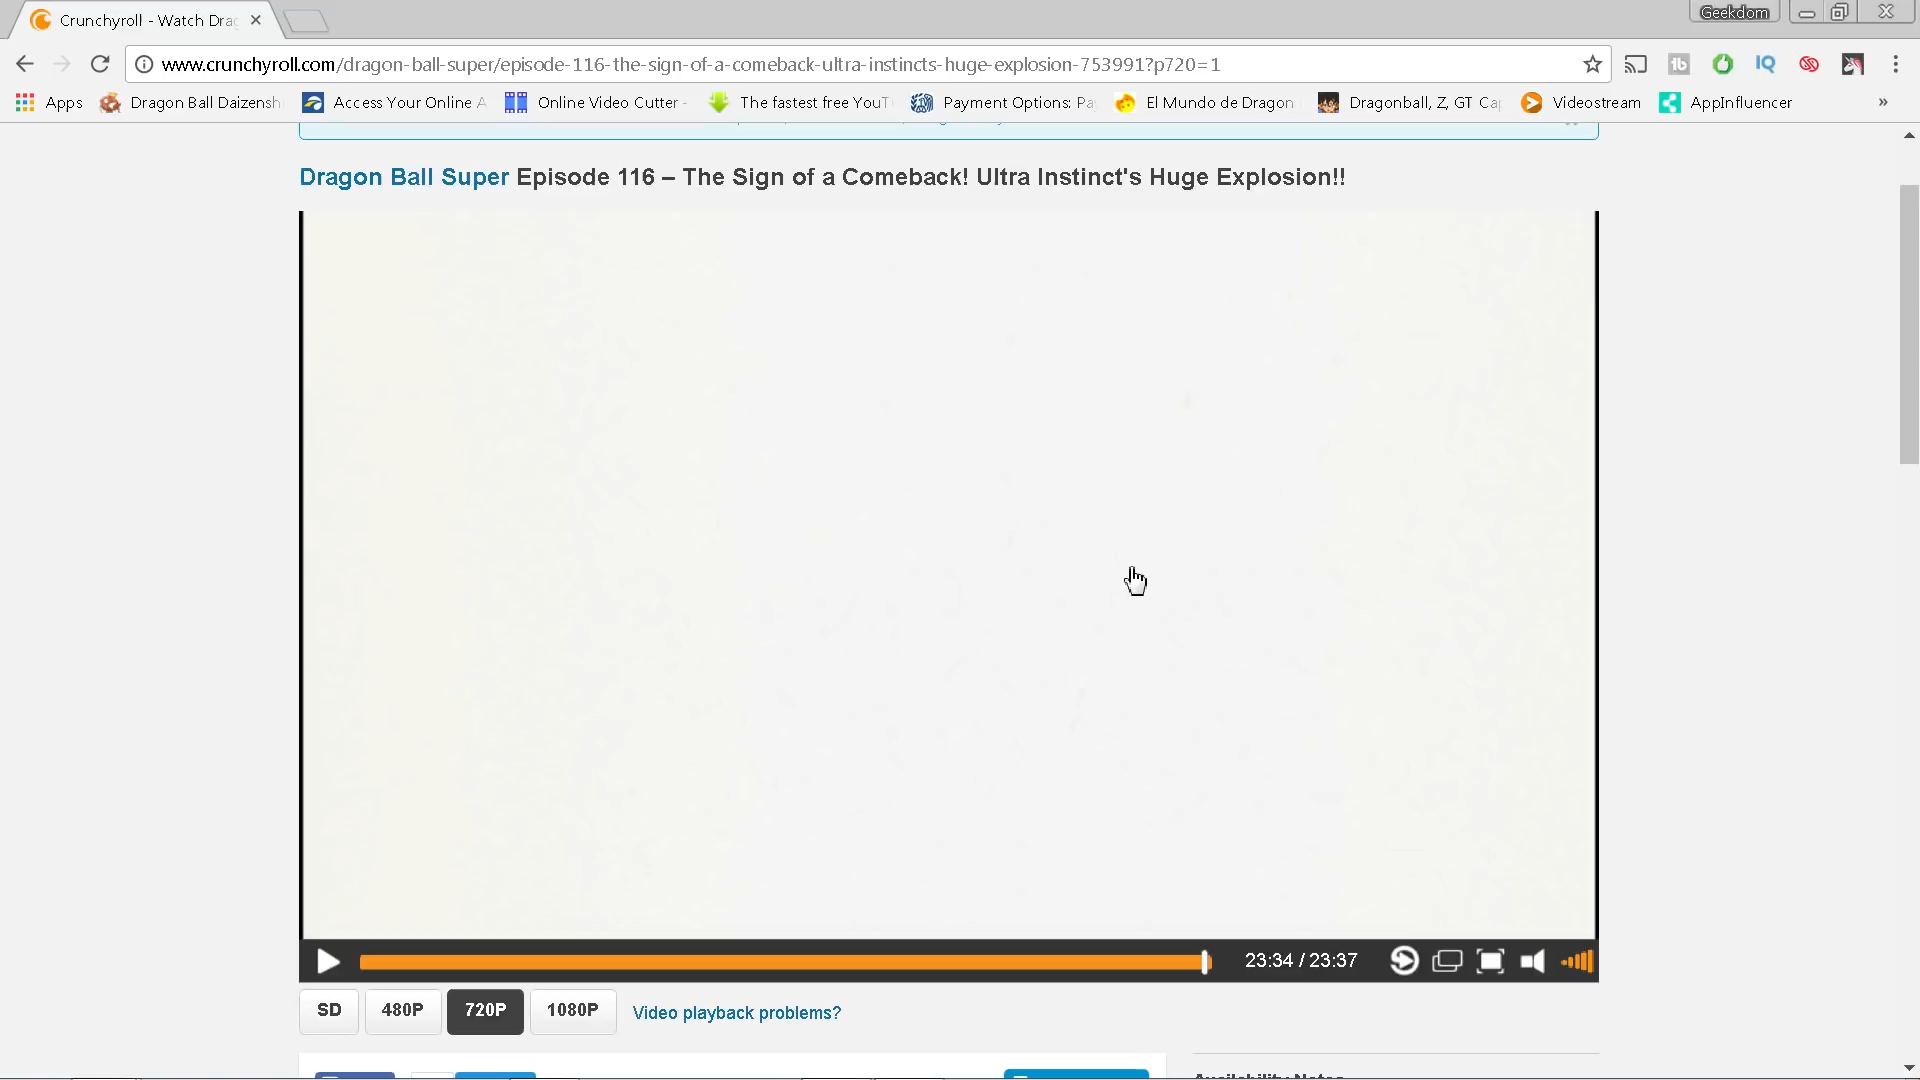 Crunchyroll - Watch Dra
Geekdom
www.crunchyroll.com/dragon-ball-super/episode-116-the-sign-of-a-comeback-ultra-instincts-huge-explosion-753991?p720=1
Apps Dragon Ball Daizensh Access Your Online A Online Video Cutter - The fastest free YouT Payment Options: Pa El Mundo de Dragon Dragonball, Z, GT Ca Videostream AppInfluencer »
Dragon Ball Super Episode 116 – The Sign of a Comeback! Ultra Instinct's Huge Explosion!!
23:34 / 23:37
SD 480P 720P 1080P Video playback problems?
Availability Notes